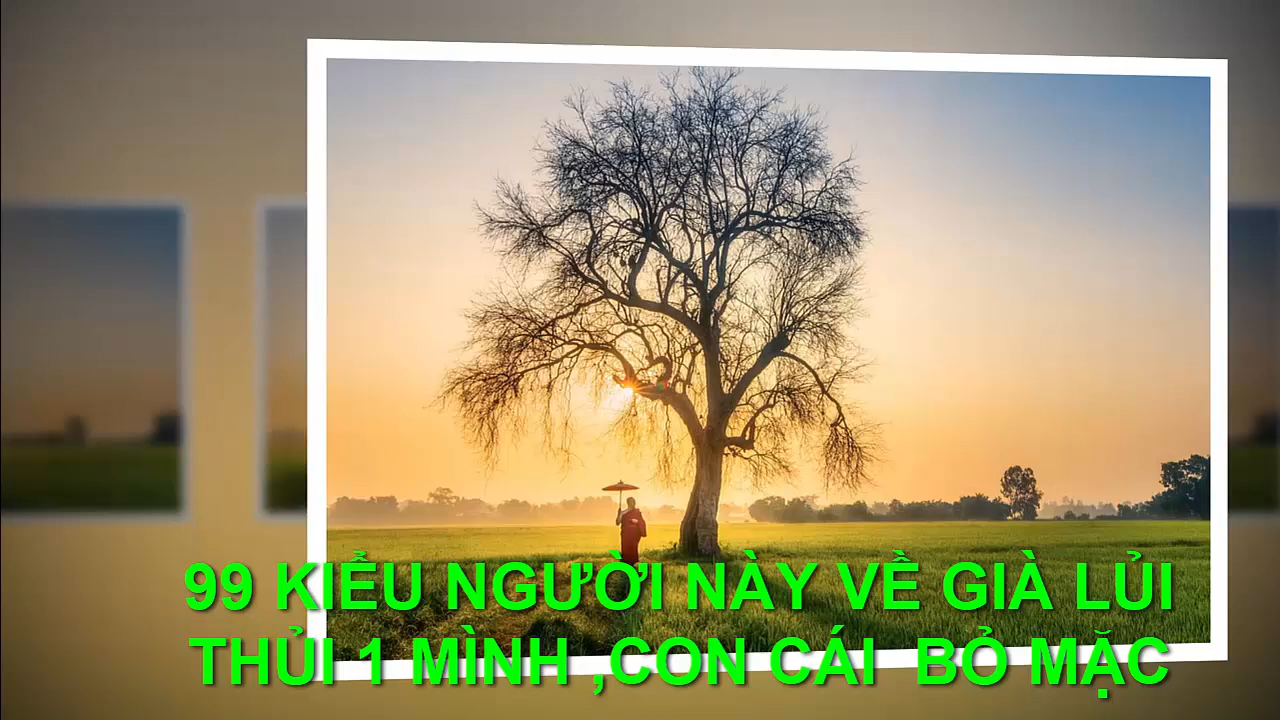 99 KIỂU NGƯỜI NÀY VỀ GIÀ LỦI
THỦI 1 MÌNH ,CON CÁI BỎ MẶC